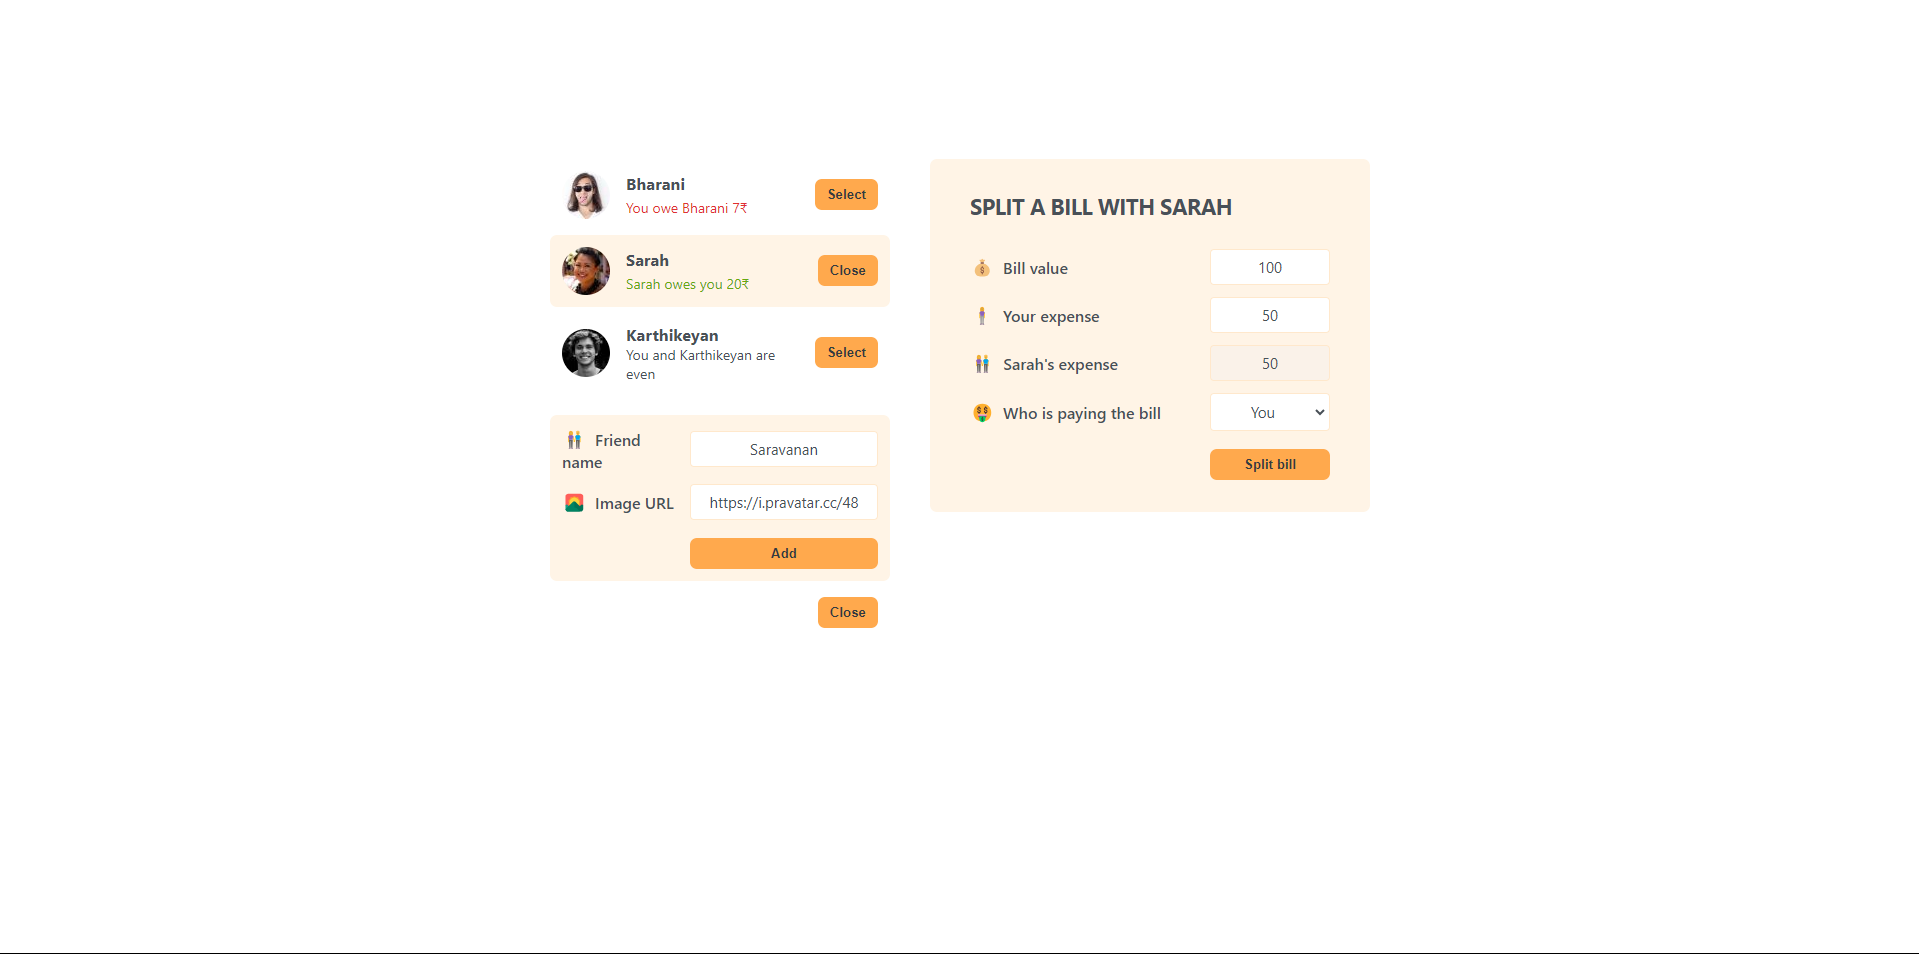 Bharani
You owe Bharani 7₹
Select
Sarah
Sarah owes you 20₹
Close
Karthikeyan
You and Karthikeyan are
even
Select
Friend
name
Saravanan
Image URL
https://i.pravatar.cc/48
Add
Close
SPLIT A BILL WITH SARAH
Bill value
100
Your expense
50
Sarah's expense
50
Who is paying the bill
You
Split bill